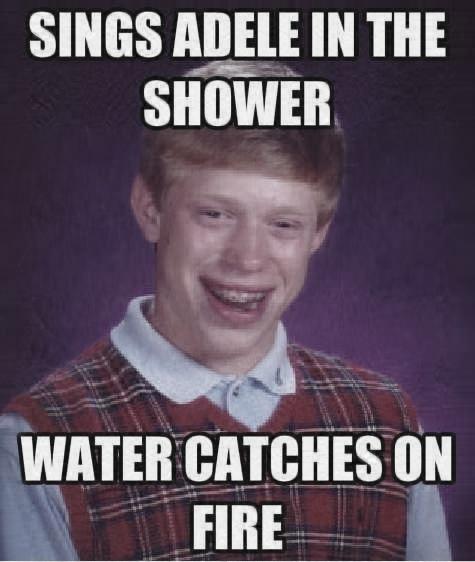 SINGS ADELE IN THE
SHOWER
WATER CATCHES ON
FIRE